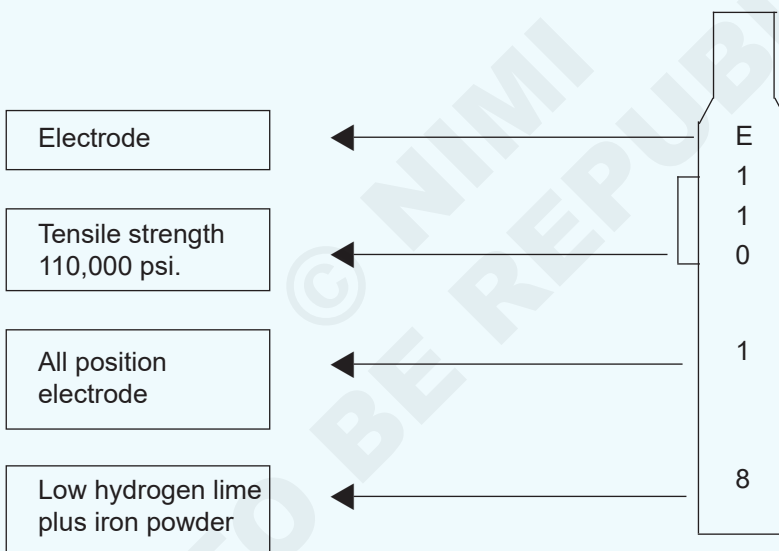 Electrode
Tensile strength
110,000 psi.
All position
electrode
Low hydrogen lime
plus iron powder
E
1
1
0
1
8
© NIMI
TO BE REPUB